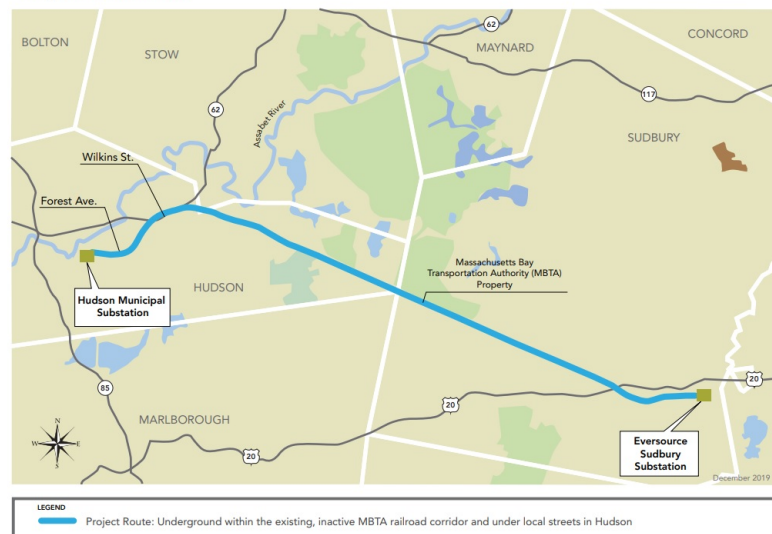 BOLTON
STOW
62
MAYNARD
CONCORD
62
117
Assabet River
SUDBURY
Wilkins St.
Forest Ave.
Massachusetts Bay
Transportation Authority (MBTA)
Property
Hudson Municipal
Substation
HUDSON
85
20
20
MARLBOROUGH
20
Eversource
Sudbury
Substation
N
W
E
S
December 2019
LEGEND
Project Route: Underground within the existing, inactive MBTA railroad corridor and under local streets in Hudson